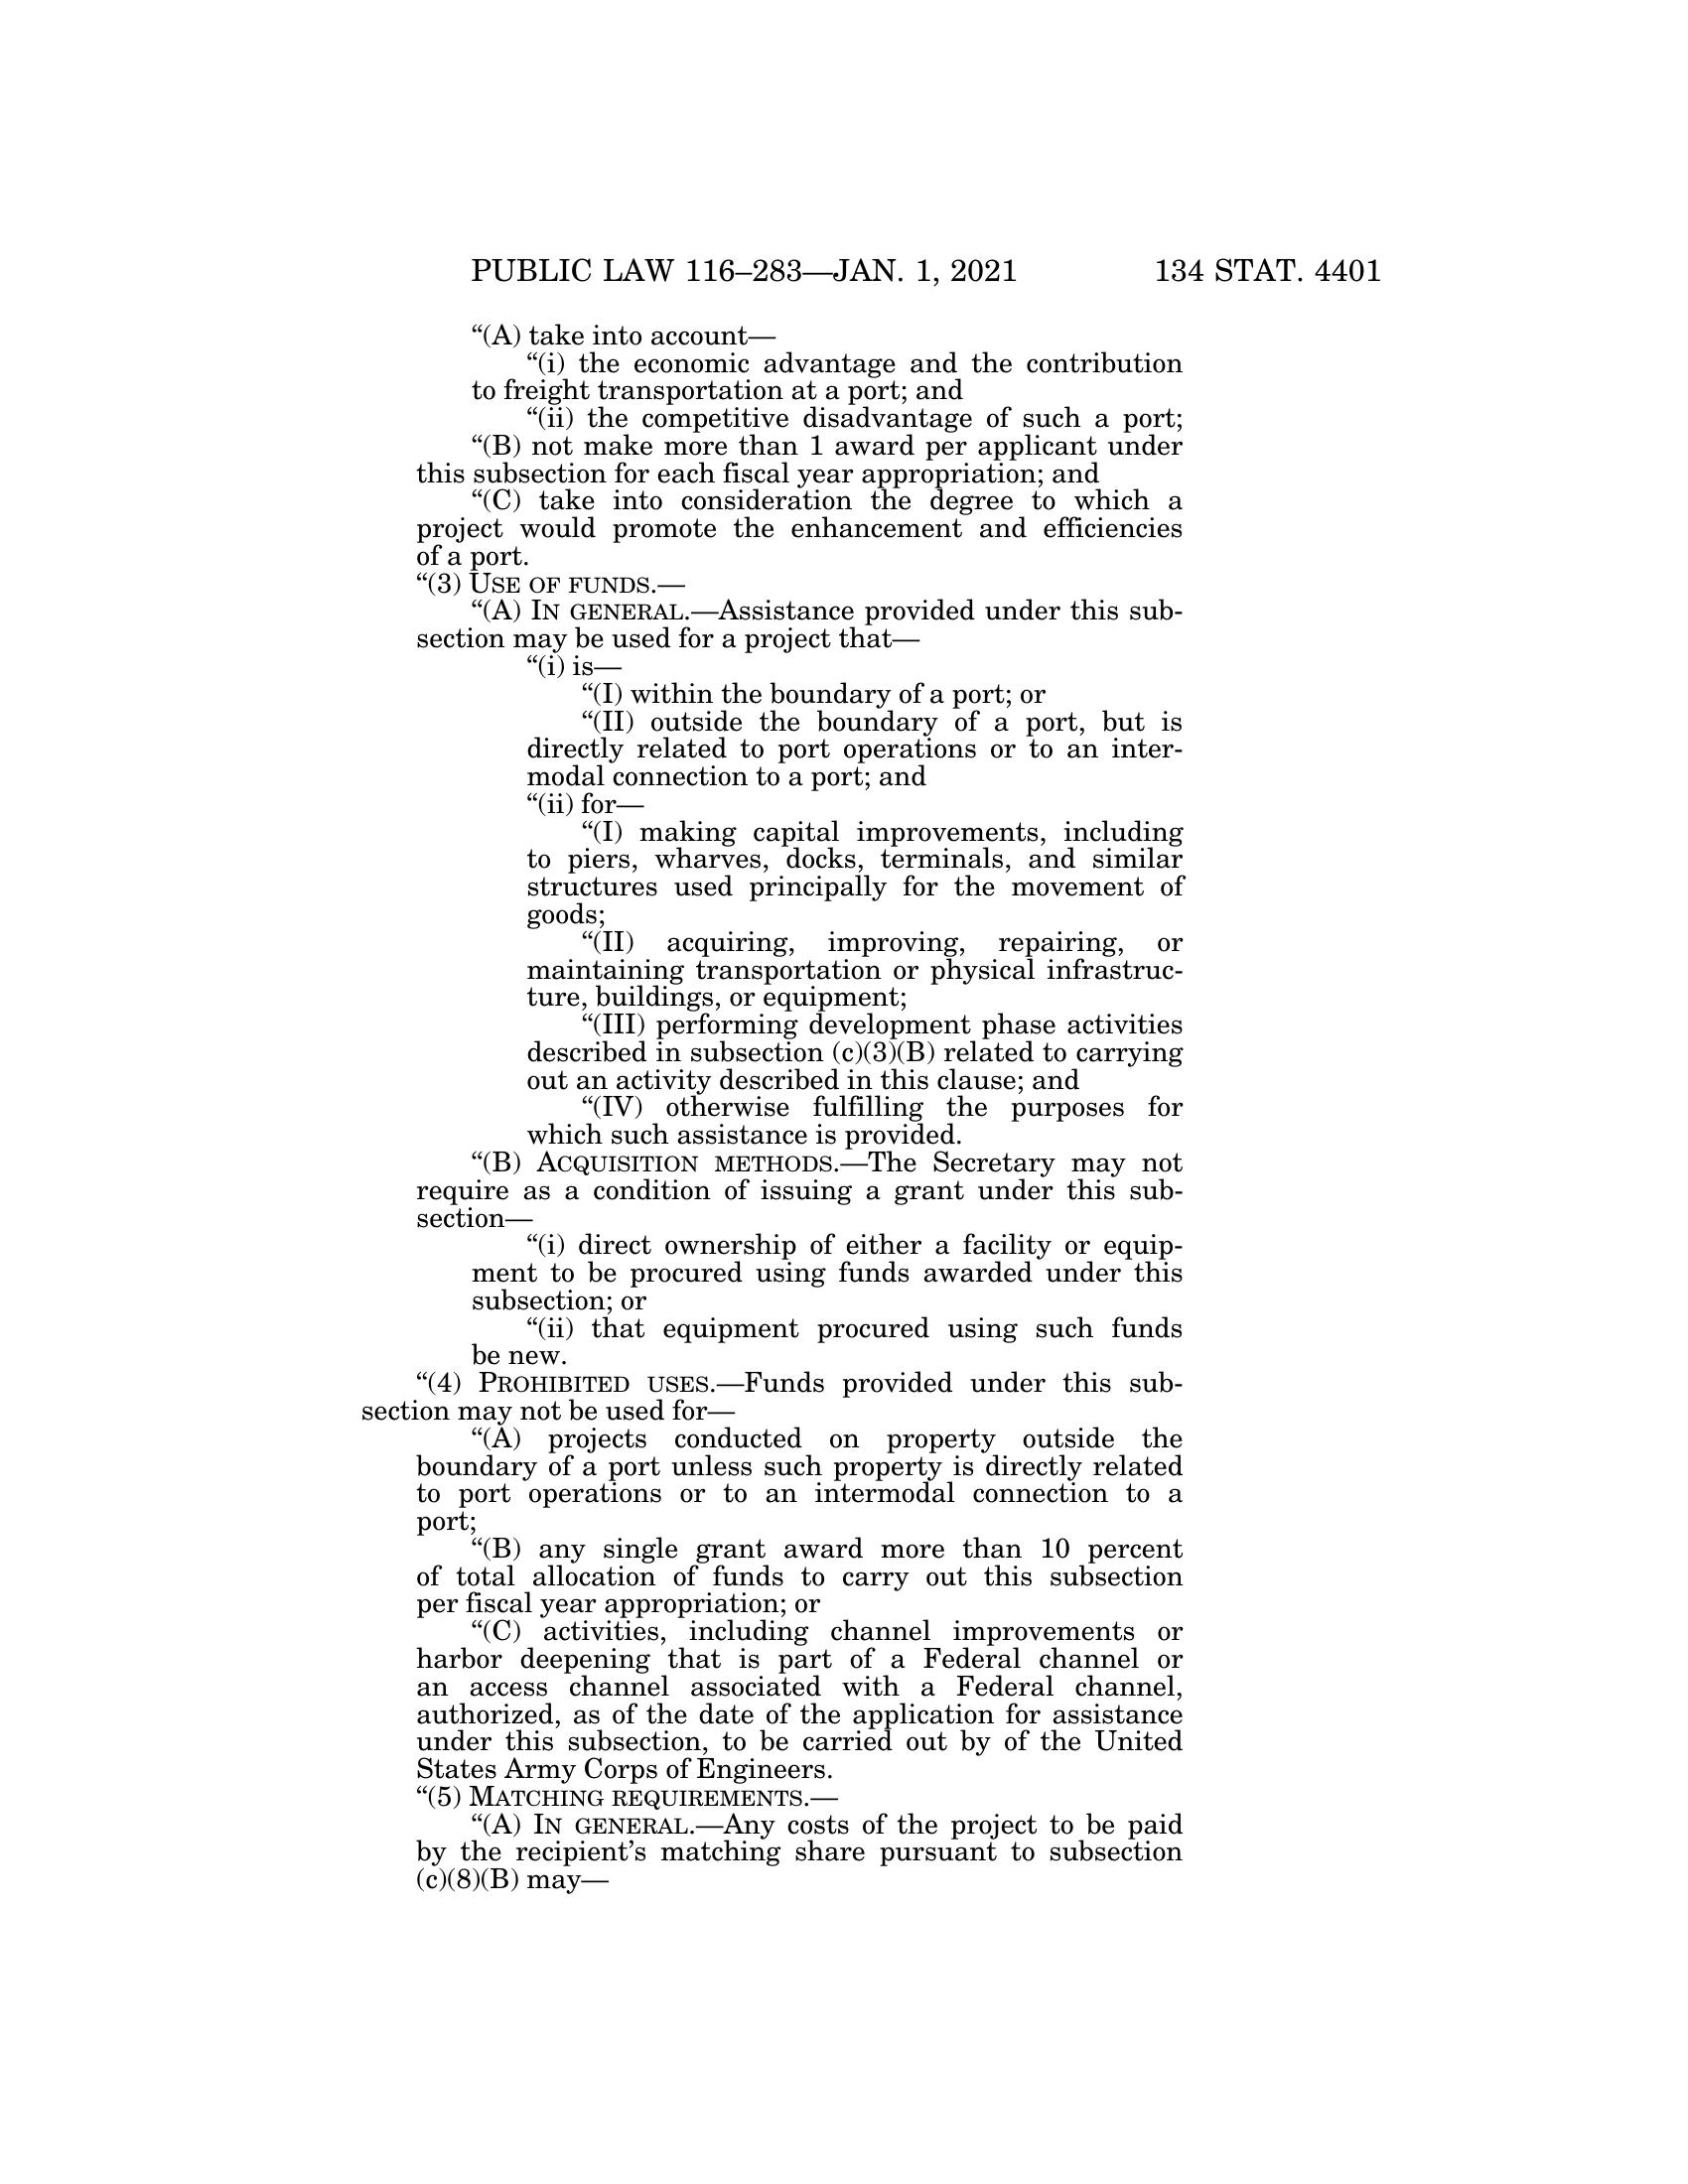 PUBLIC LAW 116–283—JAN. 1, 2021 134 STAT. 4401
“(A) take into account—
“(i) the economic advantage and the contribution
to freight transportation at a port; and
“(ii) the competitive disadvantage of such a port;
“(B) not make more than 1 award per applicant under
this subsection for each fiscal year appropriation; and
“(C) take into consideration the degree to which a
project would promote the enhancement and efficiencies
of a port.
“(3) USE OF FUNDS.—
“(A) IN GENERAL.—Assistance provided under this sub-
section may be used for a project that—
“(i) is—
“(I) within the boundary of a port; or
“(II) outside the boundary of a port, but is
directly related to port operations or to an inter-
modal connection to a port; and
“(ii) for—
“(I) making capital improvements, including
to piers, wharves, docks, terminals, and similar
structures used principally for the movement of
goods;
“(II) acquiring, improving, repairing, or
maintaining transportation or physical infrastruc-
ture, buildings, or equipment;
“(III) performing development phase activities
described in subsection (c)(3)(B) related to carrying
out an activity described in this clause; and
“(IV) otherwise fulfilling the purposes for
which such assistance is provided.
“(B) ACQUISITION METHODS.—The Secretary may not
require as a condition of issuing a grant under this sub-
section—
“(i) direct ownership of either a facility or equip-
ment to be procured using funds awarded under this
subsection; or
“(ii) that equipment procured using such funds
be new.
“(4) PROHIBITED USES.—Funds provided under this sub-
section may not be used for—
“(A) projects conducted on property outside the
boundary of a port unless such property is directly related
to port operations or to an intermodal connection to a
port;
“(B) any single grant award more than 10 percent
of total allocation of funds to carry out this subsection
per fiscal year appropriation; or
“(C) activities, including channel improvements or
harbor deepening that is part of a Federal channel or
an access channel associated with a Federal channel,
authorized, as of the date of the application for assistance
under this subsection, to be carried out by of the United
States Army Corps of Engineers.
“(5) MATCHING REQUIREMENTS.—
“(A) IN GENERAL.—Any costs of the project to be paid
by the recipient’s matching share pursuant to subsection
(c)(8)(B) may—